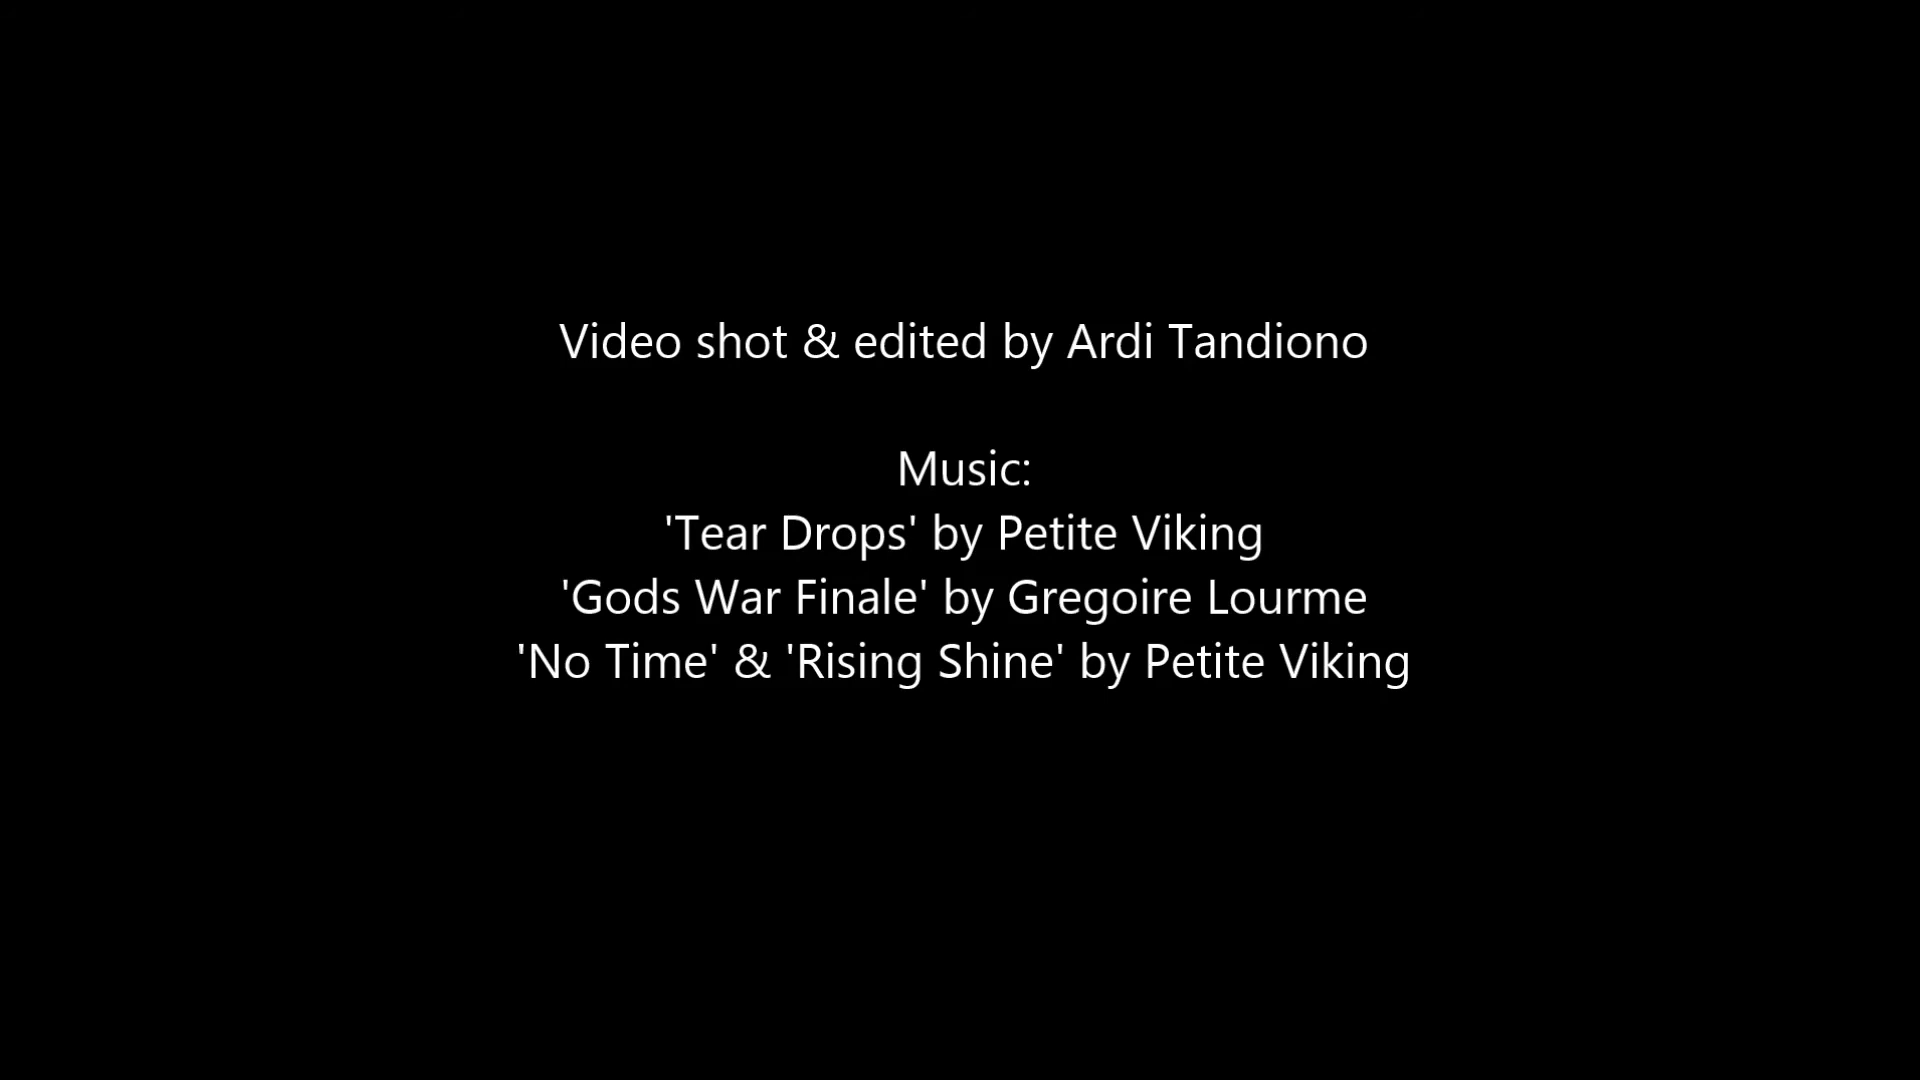 Video shot & edited by Ardi Tandiono
Music:
'Tear Drops' by Petite Viking
'Gods War Finale' by Gregoire Lourme
'No Time' & 'Rising Shine' by Petite Viking